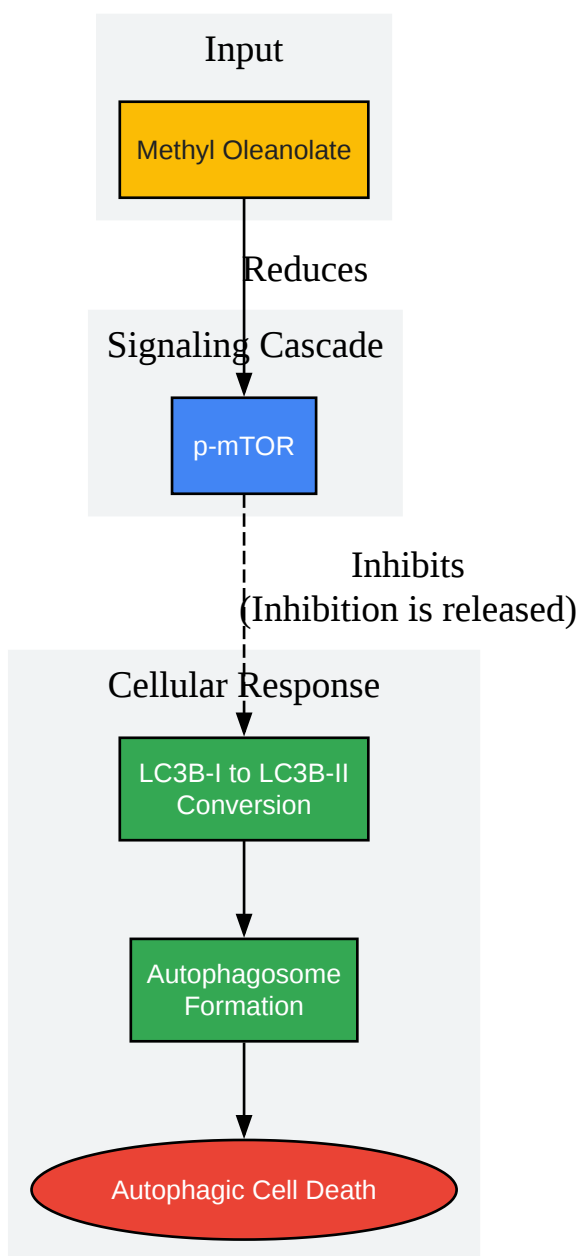 Input
Methyl Oleanolate
Reduces
Signaling Cascade
p-mTOR
Inhibits
(Inhibition is released)
Cellular Response
LC3B-I to LC3B-II
Conversion
Autophagosome
Formation
Autophagic Cell Death